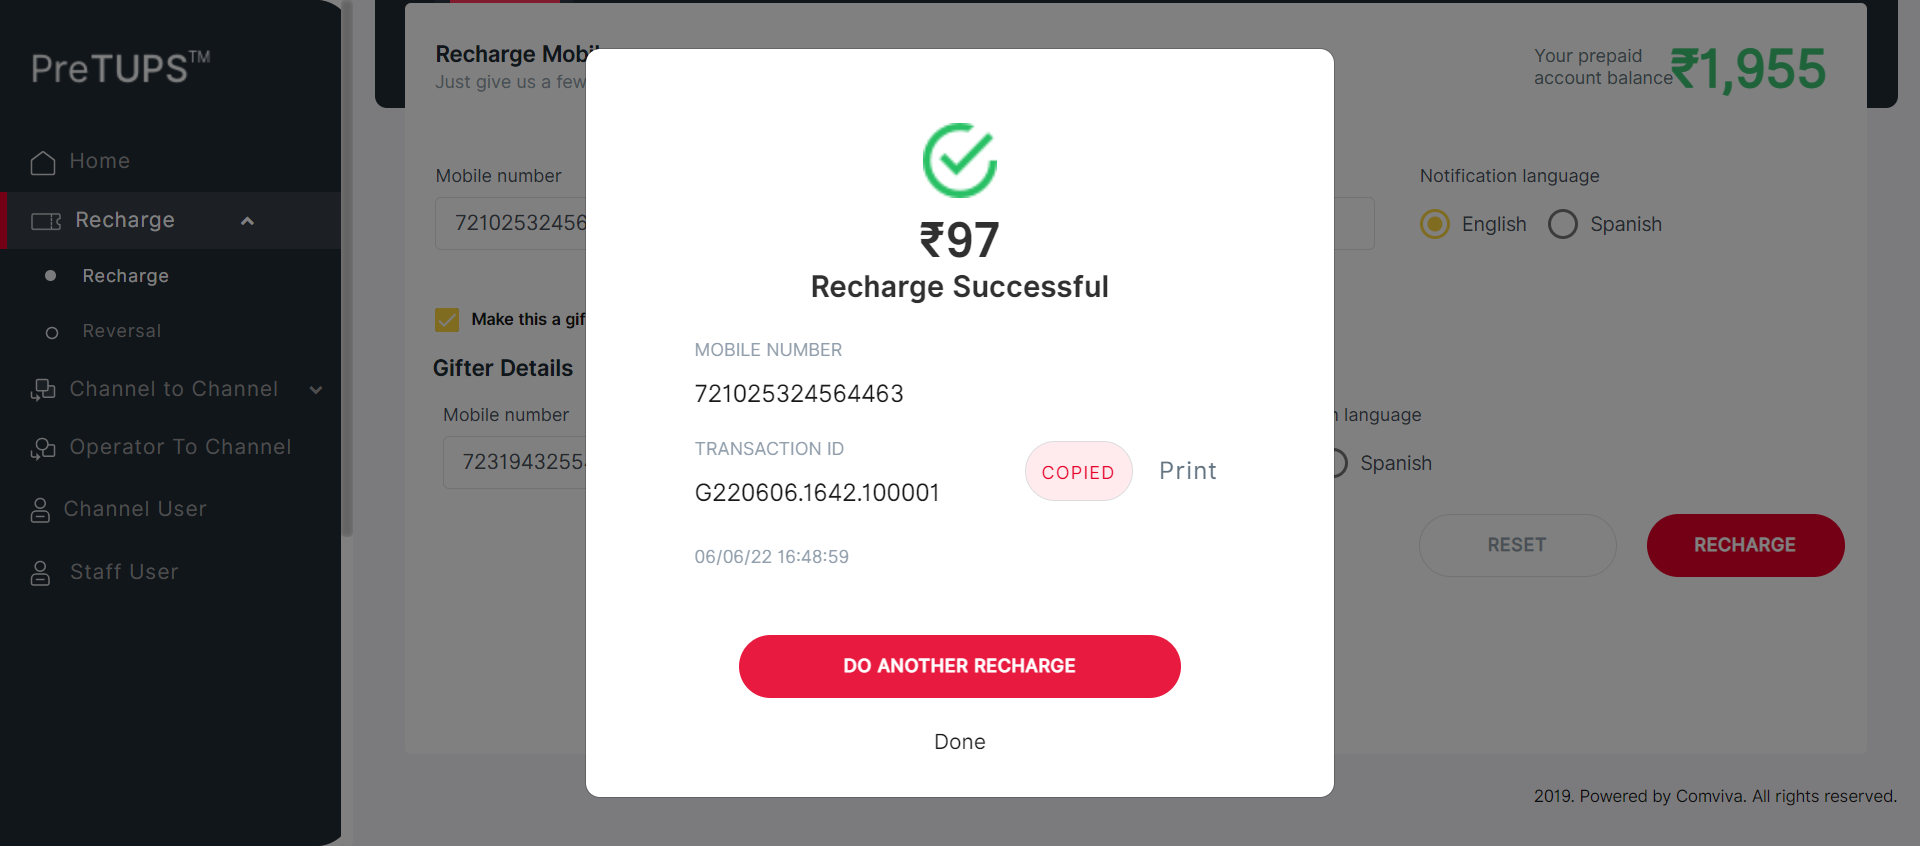 PreTUPS™
Home
Recharge
Recharge
Reversal
Channel to Channel
Operator To Channel
Channel User
Staff User
Recharge
Just give us a few
Your prepaid
account balance
₹1,955
Mobile number
72102532456
Notification language
English
Spanish
Make this a
Gifter Details
Mobile number
7231943255
language
Spanish
RESET
RECHARGE
₹97
Recharge Successful
MOBILE NUMBER
721025324564463
TRANSACTION ID
G220606.1642.100001
COPIED
Print
06/06/22 16:48:59
DO ANOTHER RECHARGE
Done
2019. Powered by Comviva. All rights reserved.